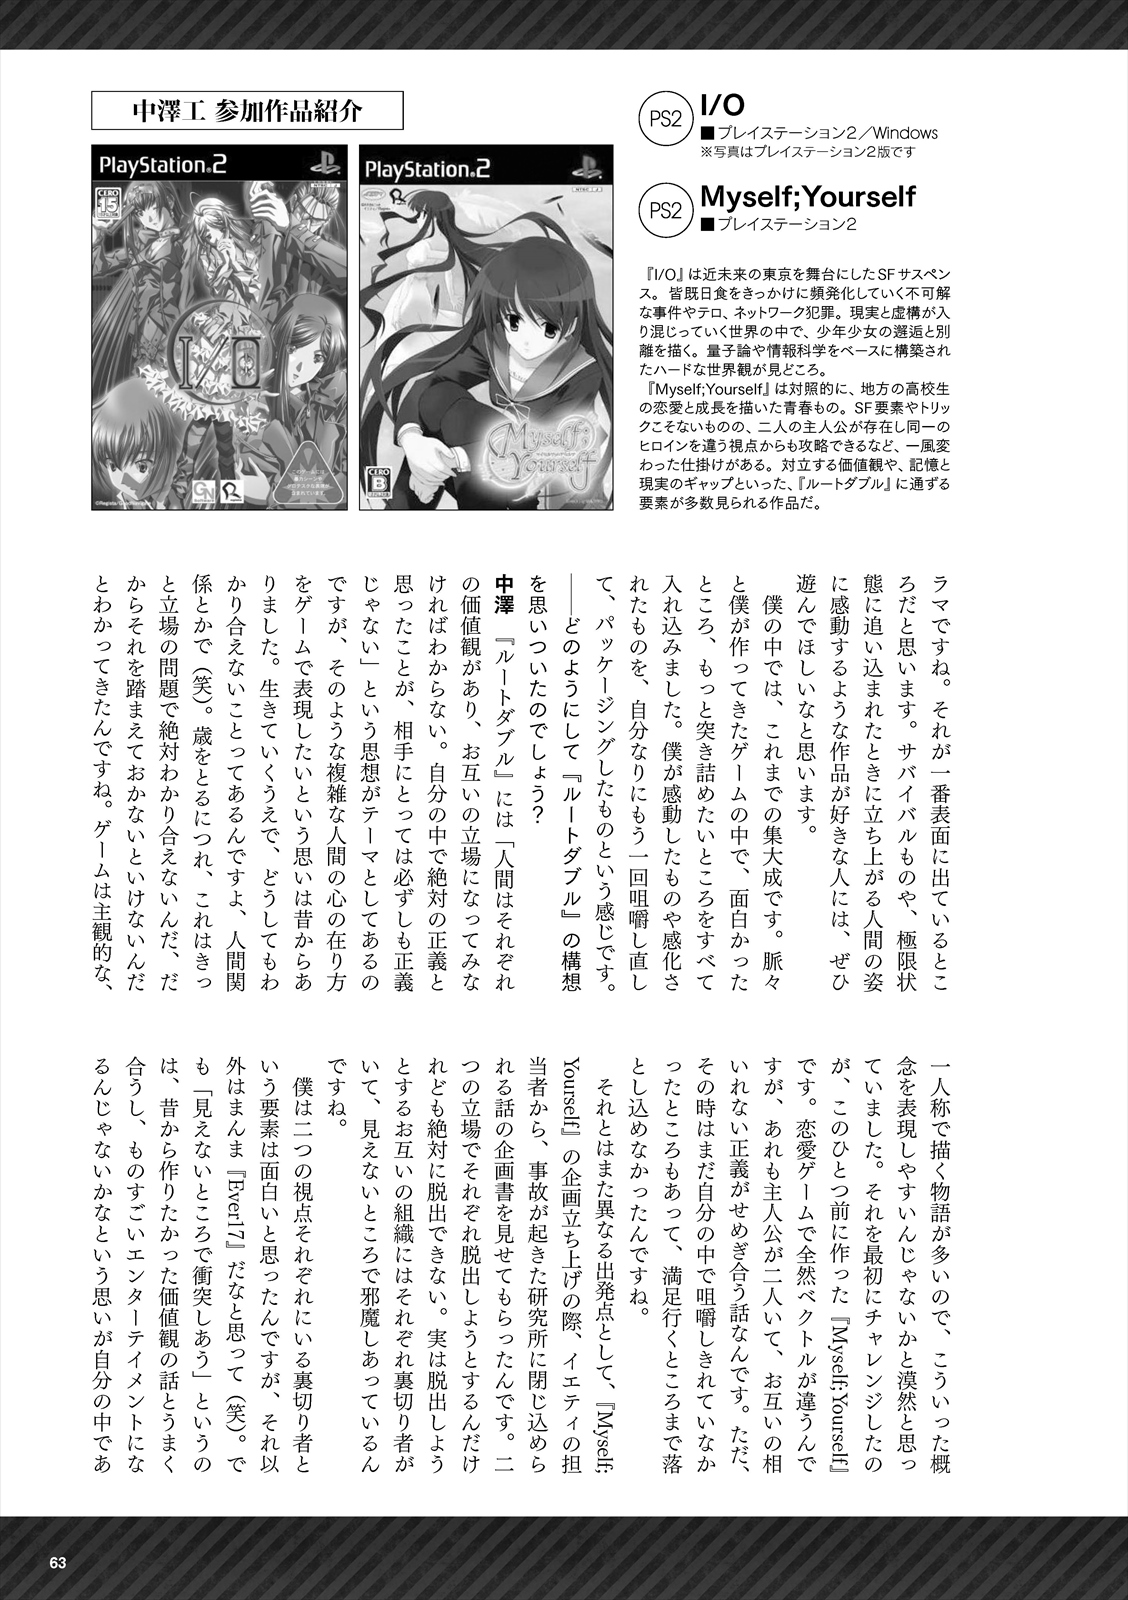 中澤工 参加作品紹介
PlayStation®2
CERO
15
I/O
このゲームには
暴力シーンや
グロテスクな表現が
含まれています。
GN
R
PlayStation®2
R
Myself;
Yourself
CERO
B
PS2
I/O
■プレイステーション2／Windows
※写真はプレイステーション2版です
PS2
Myself;Yourself
■プレイステーション2
『I/O』は近未来の東京を舞台にしたSFサスペン
ス。皆既日食をきっかけに頻発化していく不可解
な事件やテロ、ネットワーク犯罪。現実と虚構が入
り混じっていく世界の中で、少年少女の邂逅と別
離を描く。量子論や情報科学をベースに構築され
たハードな世界観が見どころ。
『Myself;Yourself』は対照的に、地方の高校生
の恋愛と成長を描いた青春もの。SF要素やトリッ
クこそないものの、二人の主人公が存在し同一の
ヒロインを違う視点からも攻略できるなど、一風変
わった仕掛けがある。対立する価値観や、記憶と
現実のギャップといった、『ルートダブル』に通ずる
要素が多数見られる作品だ。
ラマですね。それが一番表面に出ているとこ
ろだと思います。サバイバルものや、極限状
態に追い込まれたときに立ち上がる人間の姿
に感動するような作品が好きな人には、ぜひ
遊んでほしいなと思います。
僕の中では、これまでの集大成です。脈々
と僕が作ってきたゲームの中で、面白かった
ところ、もっと突き詰めたいところをすべて
入れ込みました。僕が感動したものや感化さ
れたものを、自分なりにもう一回咀嚼し直し
て、パッケージングしたものという感じです。
――どのようにして『ルートダブル』の構想
を思いついたのでしょう？
中澤 『ルートダブル』には「人間はそれぞれ
の価値観があり、お互いの立場になってみな
ければわからない。自分の中で絶対の正義と
思ったことが、相手にとっては必ずしも正義
じゃない」という思想がテーマとしてあるの
ですが、そのような複雑な人間の心の在り方
をゲームで表現したいという思いは昔からあ
りました。生きていくうえで、どうしてもわ
かり合えないことってあるんですよ、人間関
係とかで（笑）。歳をとるにつれ、これはきっ
と立場の問題で絶対わかり合えないんだ、だ
からそれを踏まえておかないといけないんだ
とわかってきたんですね。ゲームは主観的な、
一人称で描く物語が多いので、こういった概
念を表現しやすいんじゃないかと漠然と思っ
ていました。それを最初にチャレンジしたの
が、このひとつ前に作った『Myself;Yourself』
です。恋愛ゲームで全然ベクトルが違うんで
すが、あれも主人公が二人いて、お互いの相
いれない正義がせめぎ合う話なんです。ただ、
その時はまだ自分の中で咀嚼しきれていなか
ったところもあって、満足行くところまで落
とし込めなかったんですね。
それとはまた異なる出発点として、『Myself;
Yourself』の企画立ち上げの際、イエティの担
当者から、事故が起きた研究所に閉じ込めら
れる話の企画書を見せてもらったんです。二
つの立場でそれぞれ脱出しようとするんだけ
れども絶対に脱出できない。実は脱出しよう
とするお互いの組織にはそれぞれ裏切り者が
いて、見えないところで邪魔しあっているん
ですね。
僕は二つの視点それぞれにいる裏切り者と
いう要素は面白いと思ったんですが、それ以
外はまんま『Ever17』だなと思って（笑）。で
も「見えないところで衝突しあう」というの
は、昔から作りたかった価値観の話とうまく
合うし、ものすごいエンターテイメントにな
るんじゃないかなという思いが自分の中であ
63